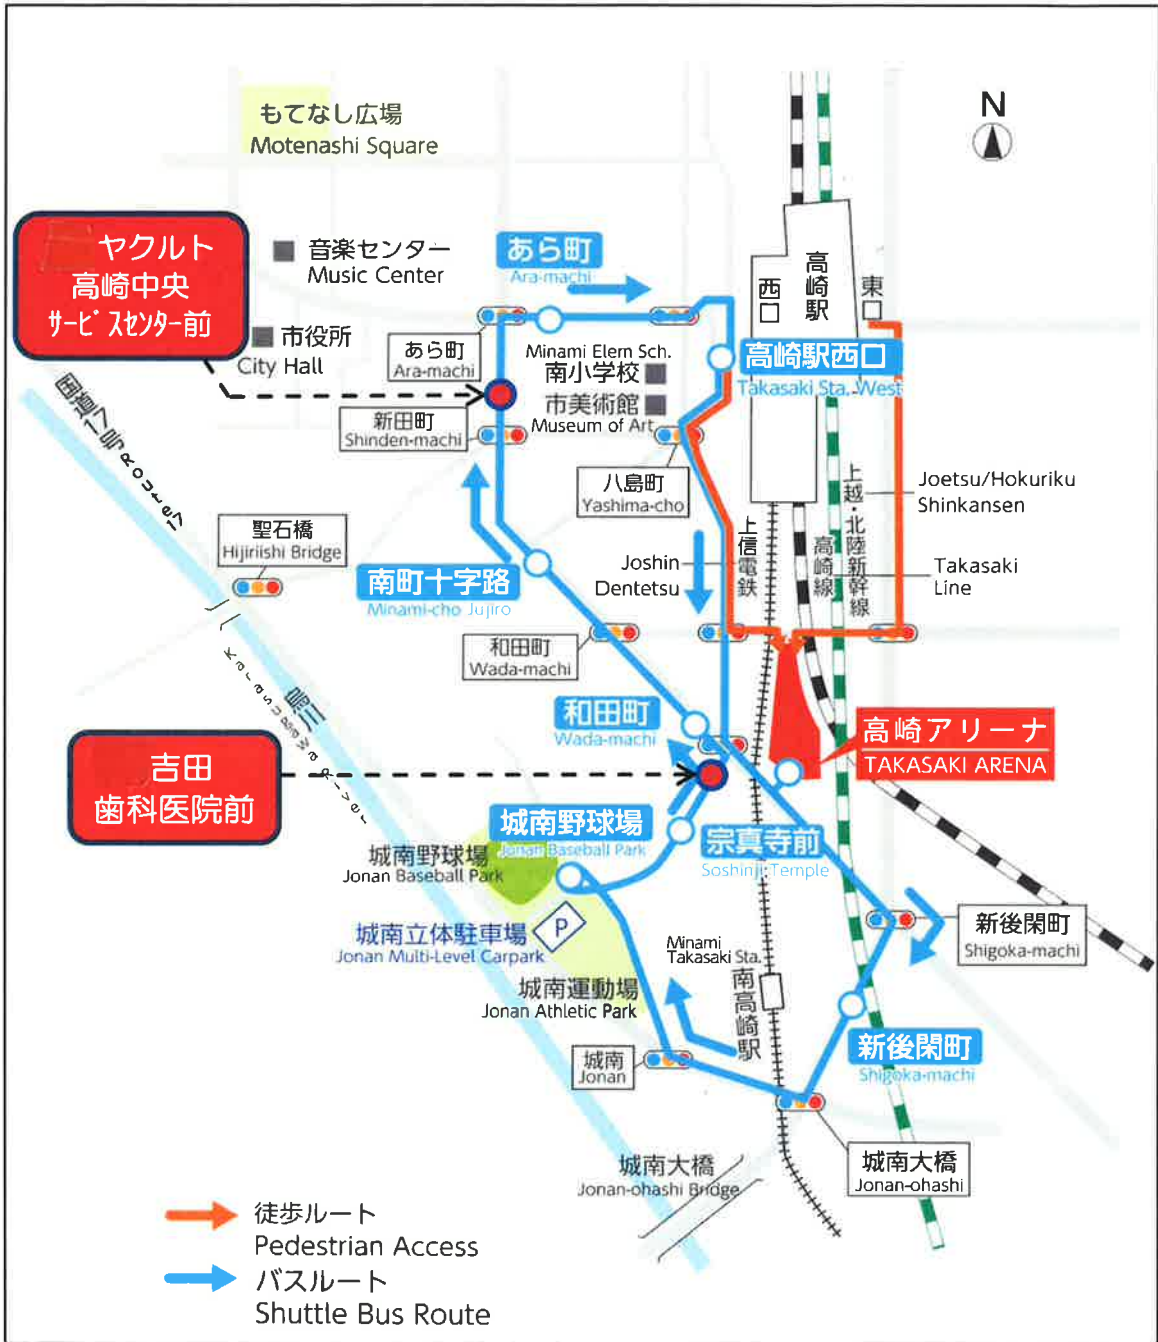 もてなし広場
Motenashi Square
N
ヤクルト
高崎中央
サービスセンター前
音楽センター
Music Center
あら町
Ara-machi
西口
高崎駅
東口
市役所
City Hall
あら町
Ara-machi
Minami Elem Sch.
南小学校
市美術館
Museum of Art
高崎駅西口
Takasaki Sta. West
国道17号 Route17
新田町
Shinden-machi
八島町
Yashima-cho
上越・北陸新幹線
Joetsu/Hokuriku
Shinkansen
聖石橋
Hijiriishi Bridge
南町十字路
Minami-cho Jujiro
Joshin
Dentetsu
上信電鉄
高崎線
Takasaki
Line
和田町
Wada-machi
烏川
Karasugawa River
和田町
Wada-machi
高崎アリーナ
TAKASAKI ARENA
吉田
歯科医院前
城南野球場
Jonan Baseball Park
宗真寺前
Soshinji Temple
城南野球場
Jonan Baseball Park
城南立体駐車場
Jonan Multi-Level Carpark
P
新後閑町
Shigoka-machi
Minami
Takasaki Sta.
南高崎駅
城南運動場
Jonan Athletic Park
新後閑町
Shigoka-machi
城南
Jonan
城南大橋
Jonan-ohashi Bridge
城南大橋
Jonan-ohashi
徒歩ルート
Pedestrian Access
バスルート
Shuttle Bus Route